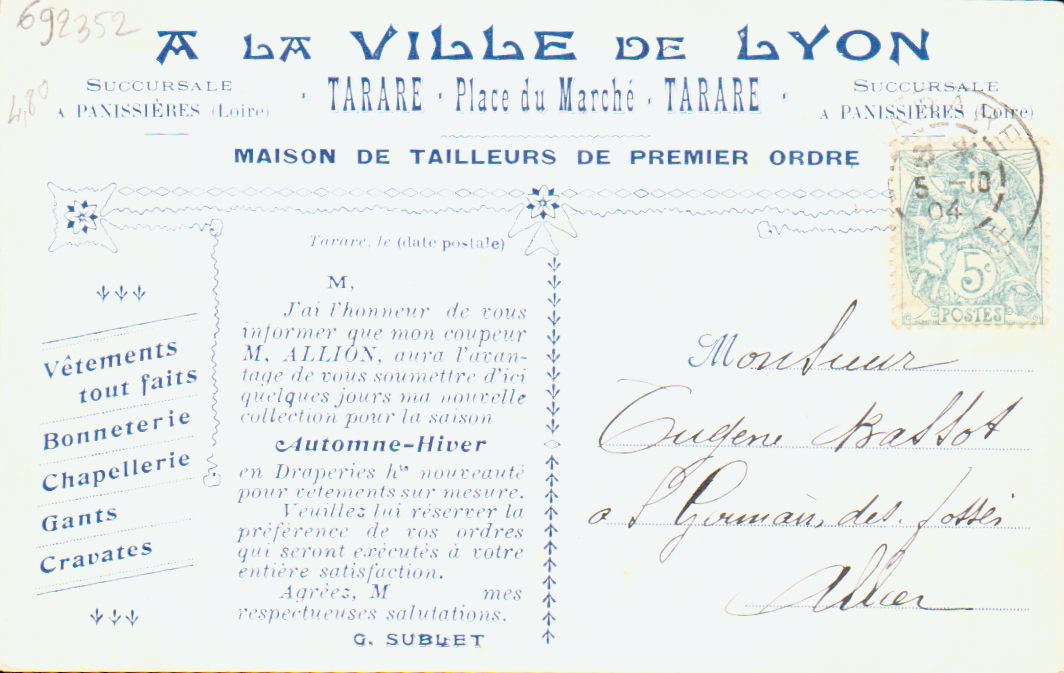 692352
4,80
A LA VILLE DE LYON
SUCCURSALE
A PANISSIÈRES (Loire)
TARARE - Place du Marché - TARARE
SUCCURSALE
A PANISSIÈRES (Loire)
MAISON DE TAILLEURS DE PREMIER ORDRE
TARARE
5 -10
04
5c
POSTES
Vêtements
tout faits
Bonneterie
Chapellerie
Gants
Cravates
Tarare, le (date postale)
M,
J'ai l'honneur de vous
informer que mon coupeur
M, ALLION, aura l'avan-
tage de vous soumettre d'ici
quelques jours ma nouvelle
collection pour la saison
Automne-Hiver
en Draperies hte nouveauté
pour vêtements sur mesure.
Veuillez lui réserver la
préférence de vos ordres
qui seront exécutés à votre
entière satisfaction.
Agréez, M mes
respectueuses salutations.
G. SUBLET
Monsieur
Eugène Bassot
a St Germain, des. fossés
Allier